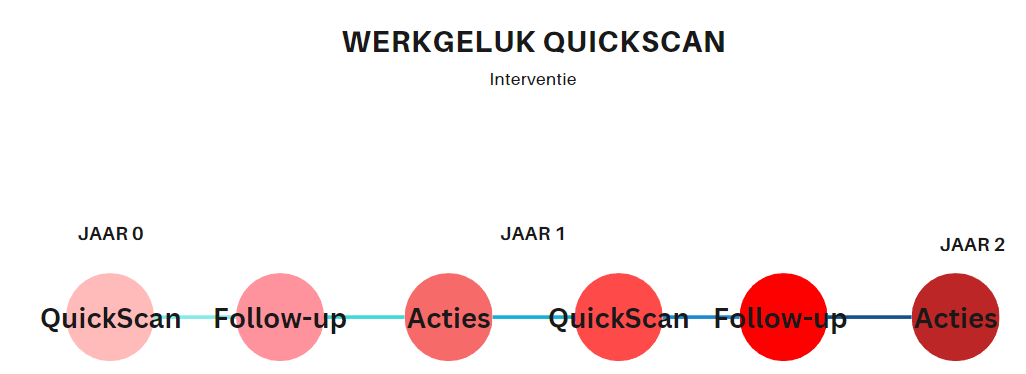 WERKGELUK QUICKSCAN
Interventie
JAAR 0
JAAR 1
JAAR 2
QuickScan
Follow-up
Acties
QuickScan
Follow-up
Acties